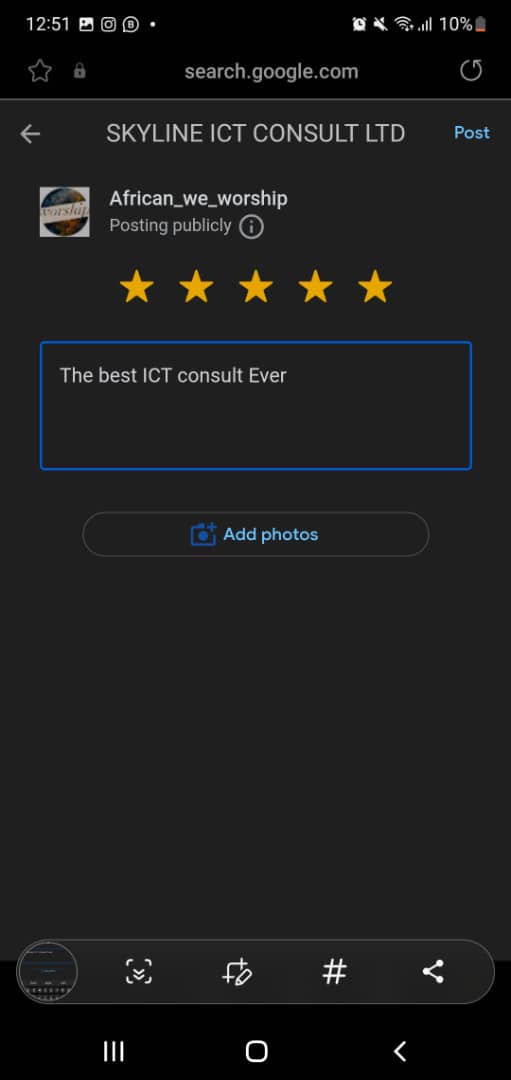 12:51
10%
search.google.com
SKYLINE ICT CONSULT LTD
Post
worship
African_we_worship
Posting publicly
The best ICT consult Ever
Add photos